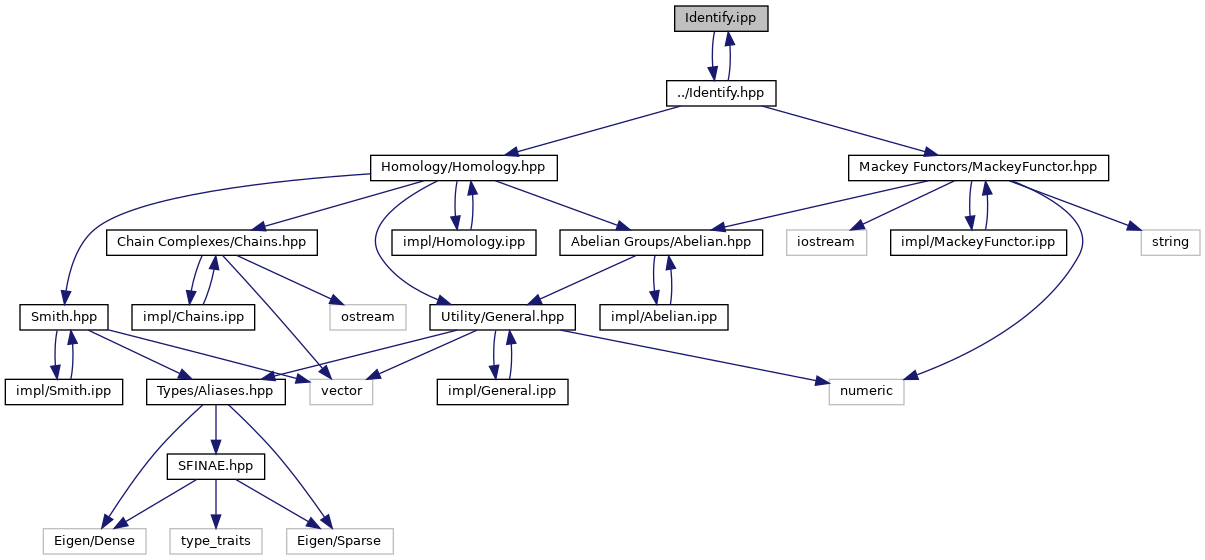 Identify.ipp
../Identify.hpp
Homology/Homology.hpp
Mackey Functors/MackeyFunctor.hpp
Chain Complexes/Chains.hpp
impl/Homology.ipp
Abelian Groups/Abelian.hpp
iostream
impl/MackeyFunctor.ipp
string
Smith.hpp
impl/Chains.ipp
ostream
Utility/General.hpp
impl/Abelian.ipp
impl/Smith.ipp
Types/Aliases.hpp
vector
impl/General.ipp
numeric
SFINAE.hpp
Eigen/Dense
type_traits
Eigen/Sparse